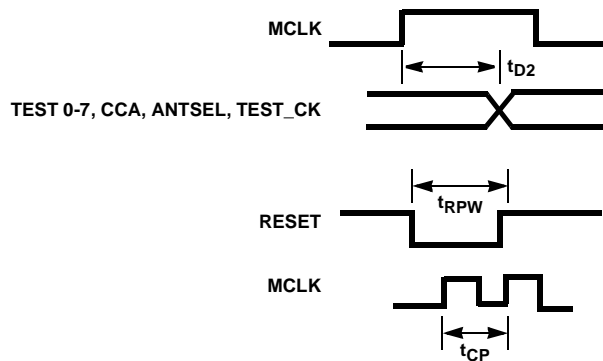 MCLK
tD2
TEST 0-7, CCA, ANTSEL, TEST_CK
tRPW
RESET
MCLK
tCP